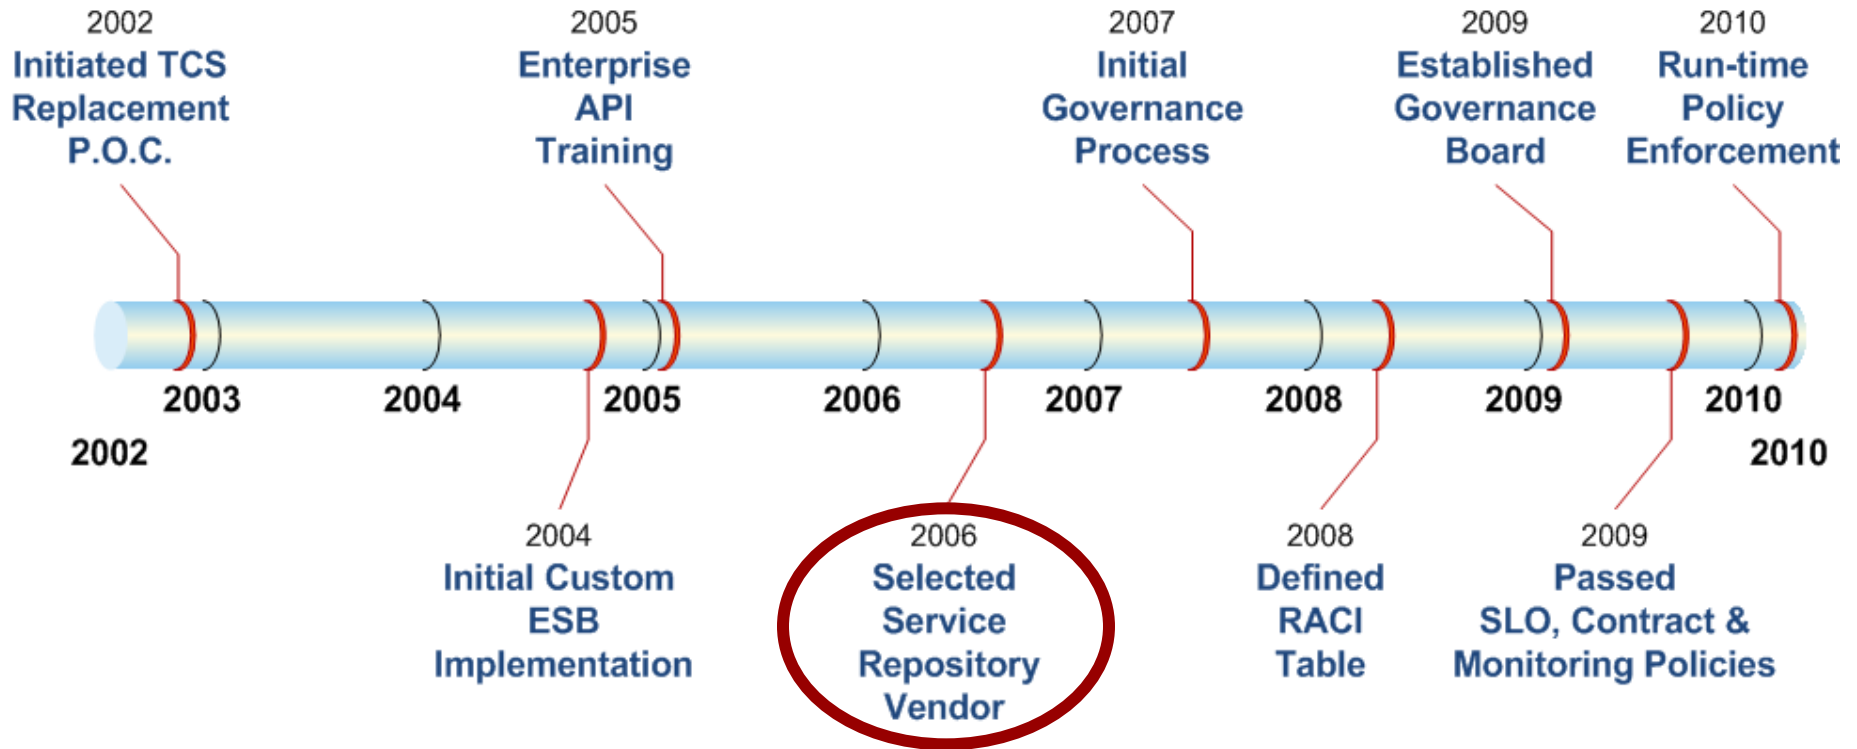 2002
Initiated TCS
Replacement
P.O.C.
2005
Enterprise
API
Training
2007
Initial
Governance
Process
2009
Established
Governance
Board
2010
Run-time
Policy
Enforcement
2003
2004
2005
2006
2007
2008
2009
2010
2002
2010
2004
Initial Custom
ESB
Implementation
2006
Selected
Service
Repository
Vendor
2008
Defined
RACI
Table
2009
Passed
SLO, Contract &
Monitoring Policies